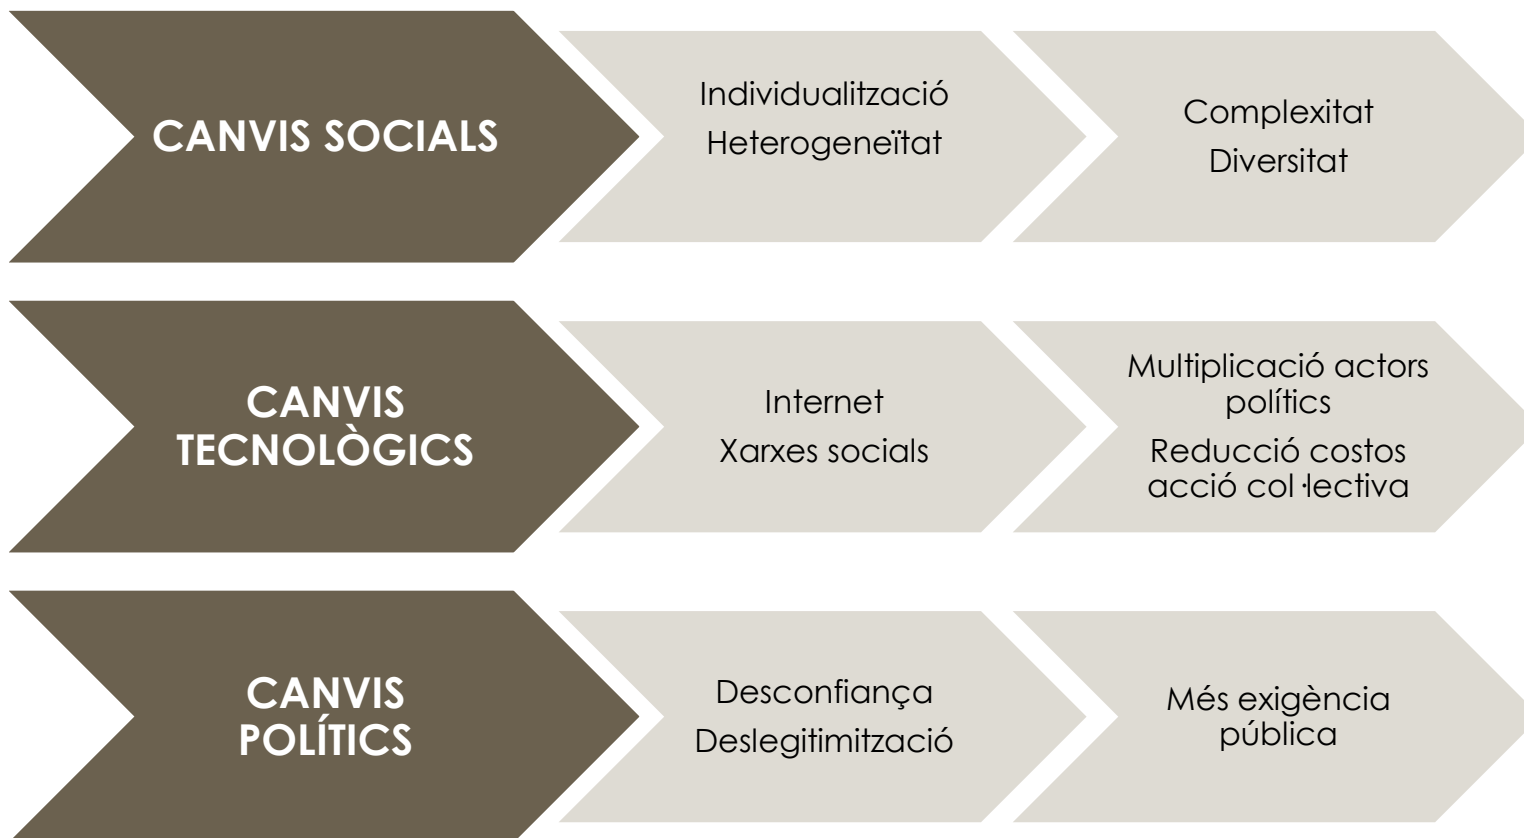 CANVIS SOCIALS
Individualització
Heterogeneïtat
Complexitat
Diversitat
CANVIS
TECNOLÒGICS
Internet
Xarxes socials
Multiplicació actors
polítics
Reducció costos
acció col·lectiva
CANVIS
POLÍTICS
Desconfiança
Deslegitimització
Més exigència
pública